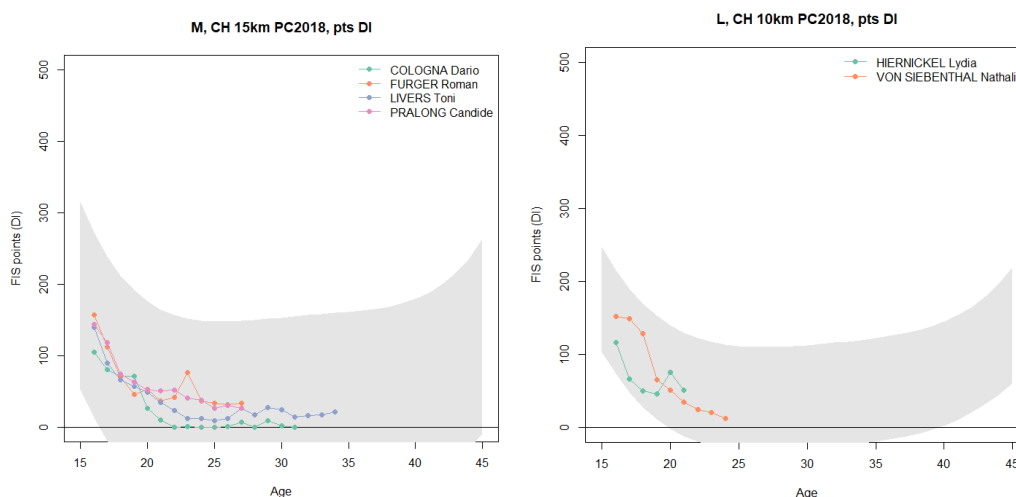 M, CH 15km PC2018, pts DI
COLOGNA Dario
FURGER Roman
LIVERS Toni
PRALONG Candide
FIS points (DI)
500
400
300
200
100
0
15 20 25 30 35 40 45
Age
L, CH 10km PC2018, pts DI
HIERNICKEL Lydia
VON SIEBENTHAL Nathali
FIS points (DI)
500
400
300
200
100
0
15 20 25 30 35 40 45
Age